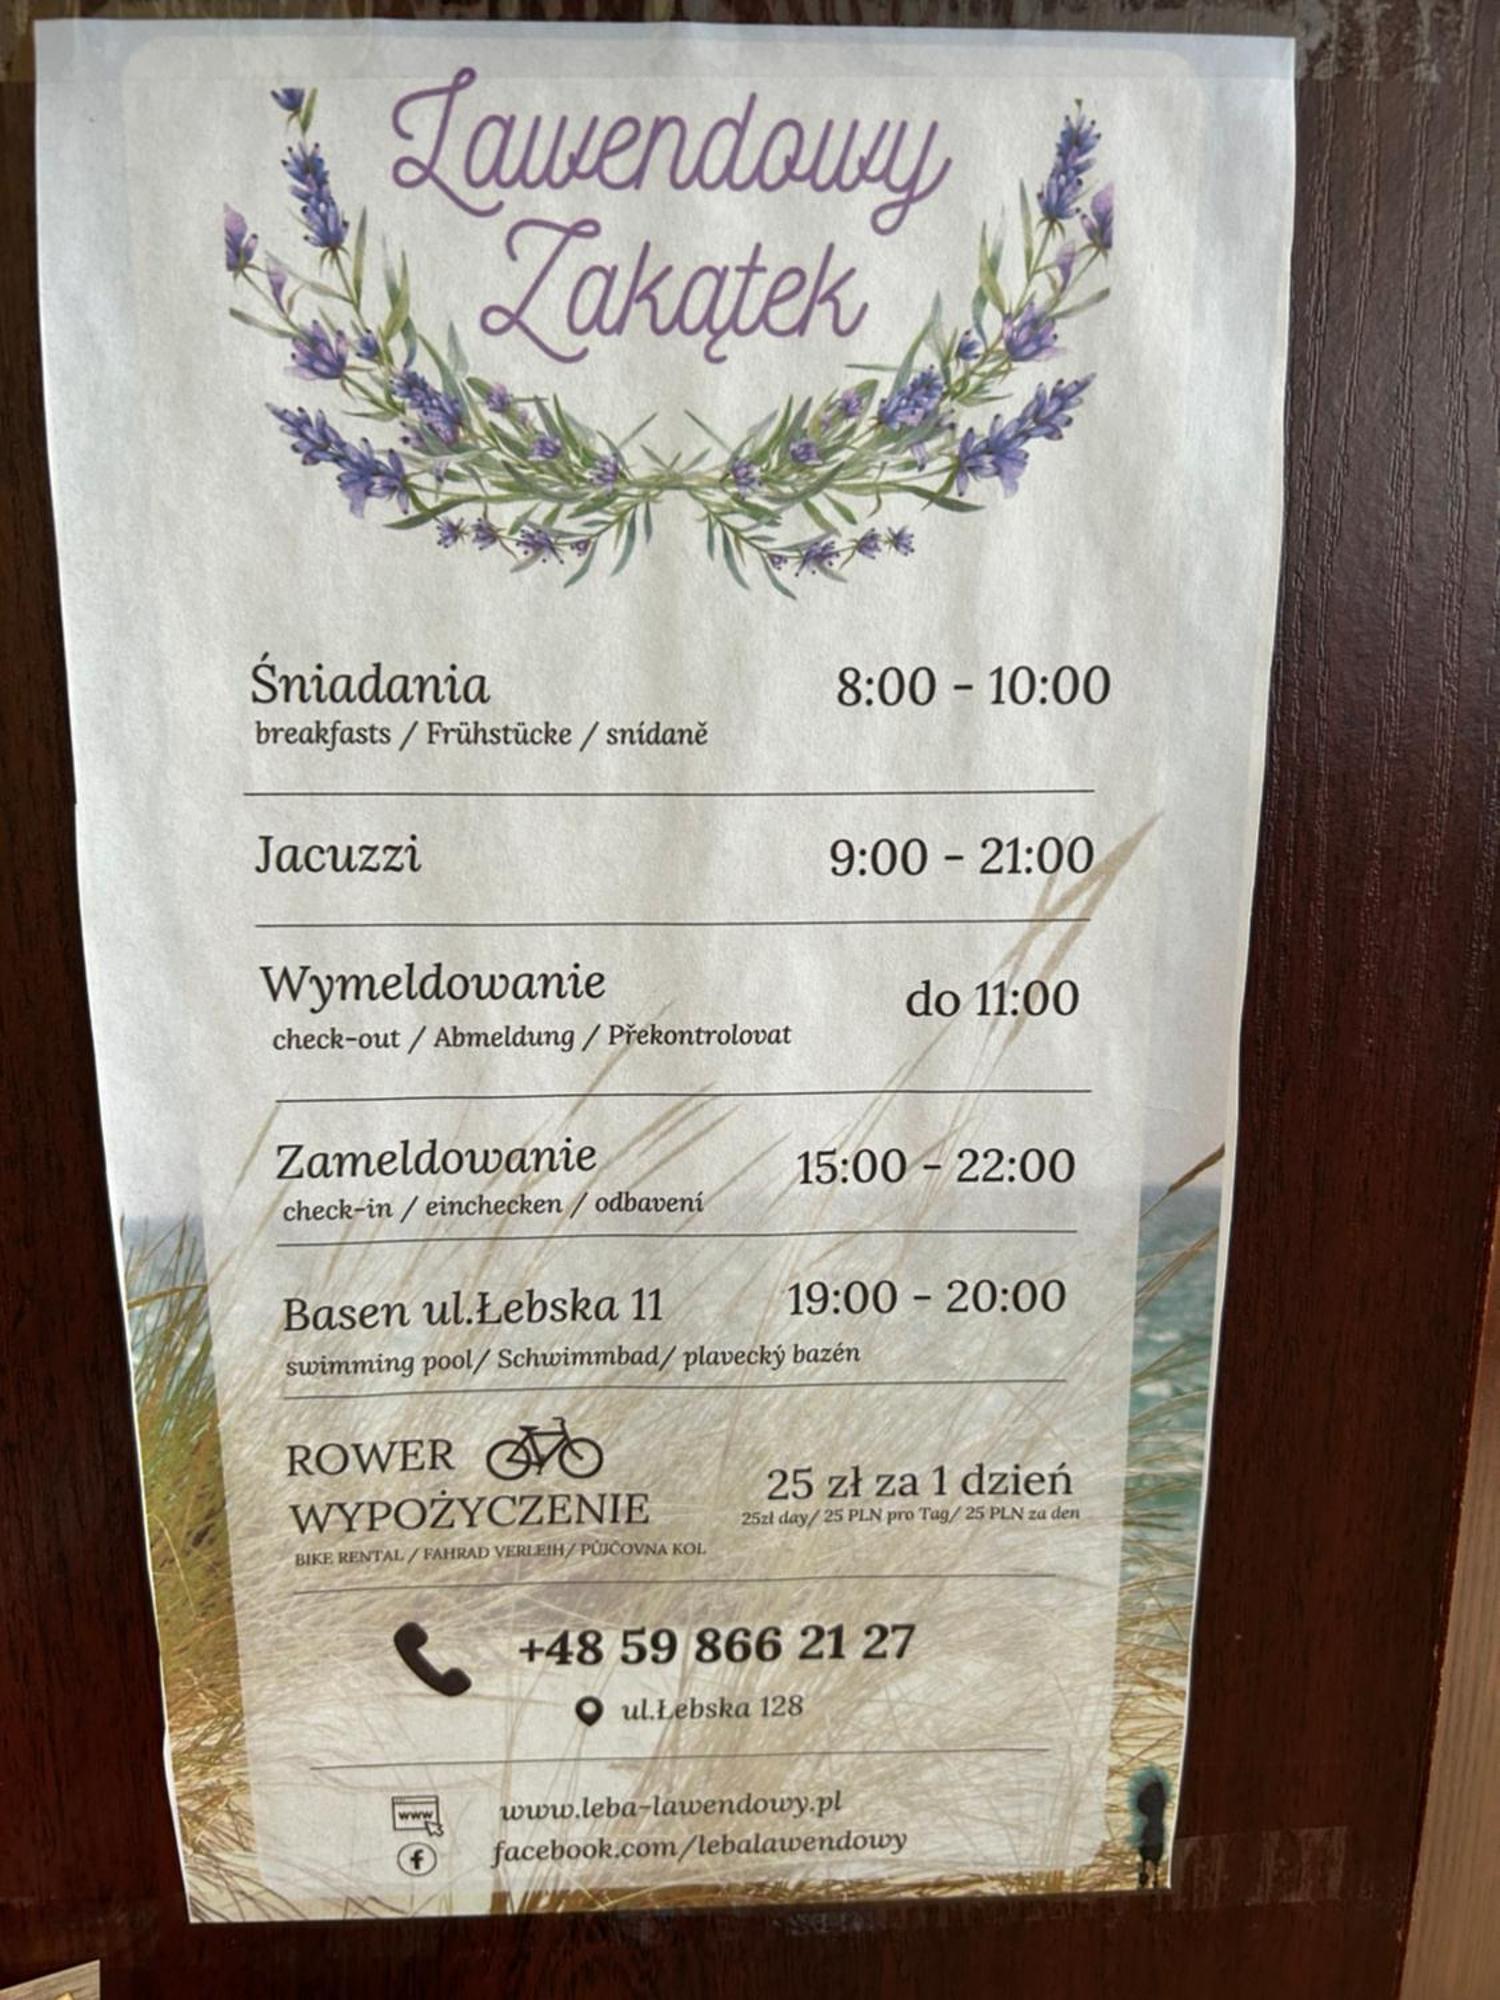 Lawendowy
Zakątek
Śniadania 8:00 - 10:00
breakfasts / Frühstücke / snídaně
Jacuzzi 9:00 - 21:00
Wymeldowanie do 11:00
check-out / Abmeldung / Překontrolovat
Zameldowanie 15:00 - 22:00
check-in / einchecken / odbavení
Basen ul.Łebska 11 19:00 - 20:00
swimming pool/ Schwimmbad/ plavecký bazén
ROWER
WYPOŻYCZENIE 25 zł za 1 dzień
25zł day/ 25 PLN pro Tag/ 25 PLN za den
BIKE RENTAL / FAHRAD VERLEIH/ PŮJČOVNA KOL
+48 59 866 21 27
ul.Łebska 128
www
www.leba-lawendowy.pl
f
facebook.com/lebalawendowy